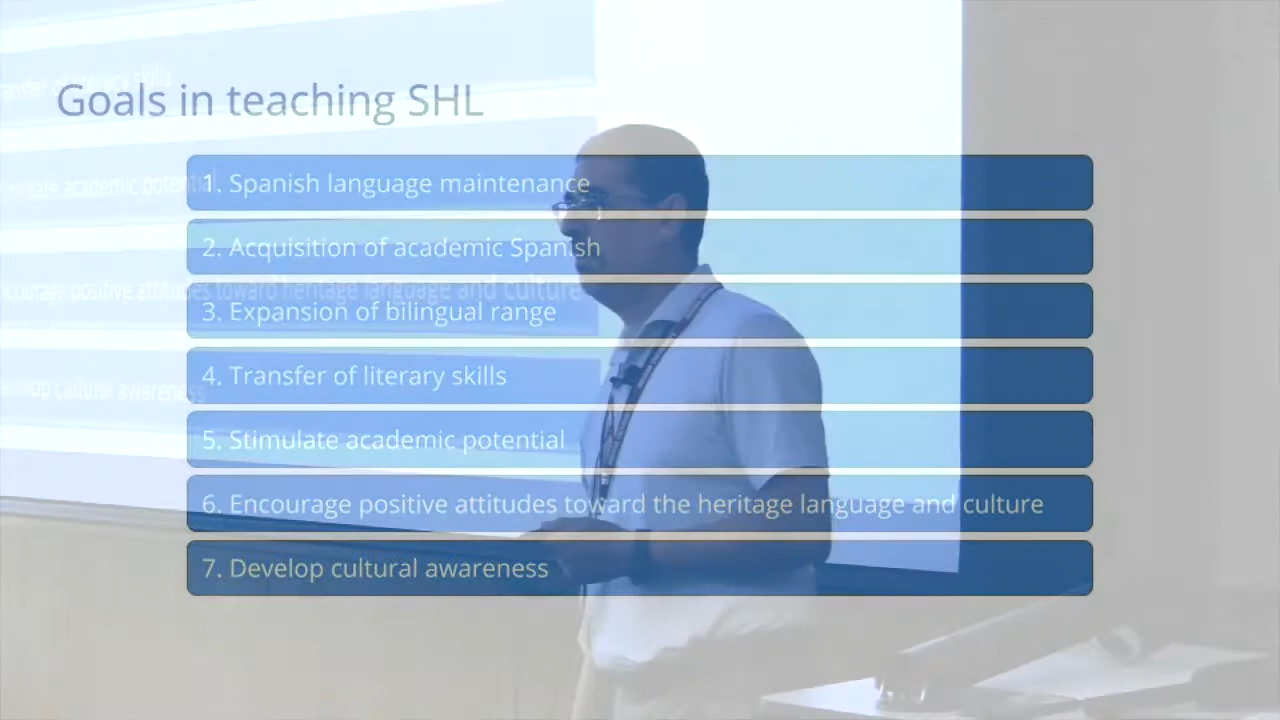 Goals in teaching SHL
1. Spanish language maintenance
2. Acquisition of academic Spanish
3. Expansion of bilingual range
4. Transfer of literary skills
5. Stimulate academic potential
6. Encourage positive attitudes toward the heritage language and culture
7. Develop cultural awareness